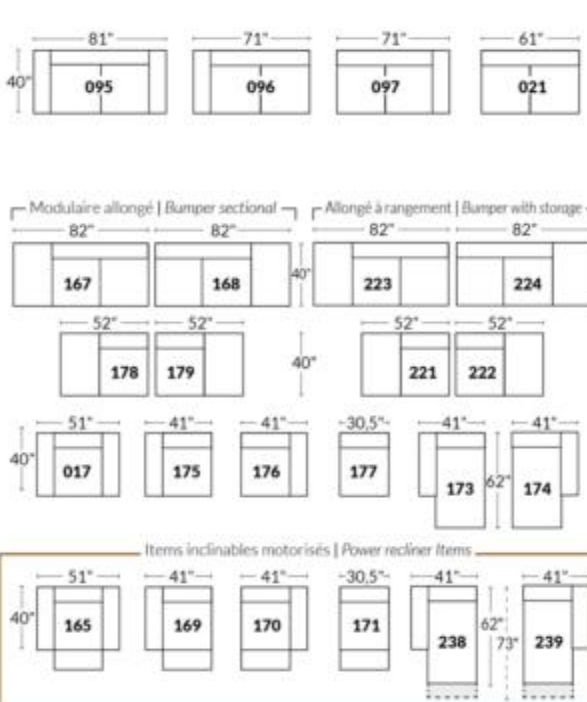 81" 71" 71" 61"
40" 095 096 097 021
Modulaire allongé | Bumper sectional Allongé à rangement | Bumper with storage
82" 82" 82" 82"
167 168 40" 223 224
52" 52" 52" 52"
178 179 40" 221 222
51" 41" 41" 30,5" 41" 41"
40" 017 175 176 177 173 62" 174
Items inclinables motorisés | Power recliner Items
51" 41" 41" 30,5" 41" 41"
40" 165 169 170 171 238 62" 73" 239